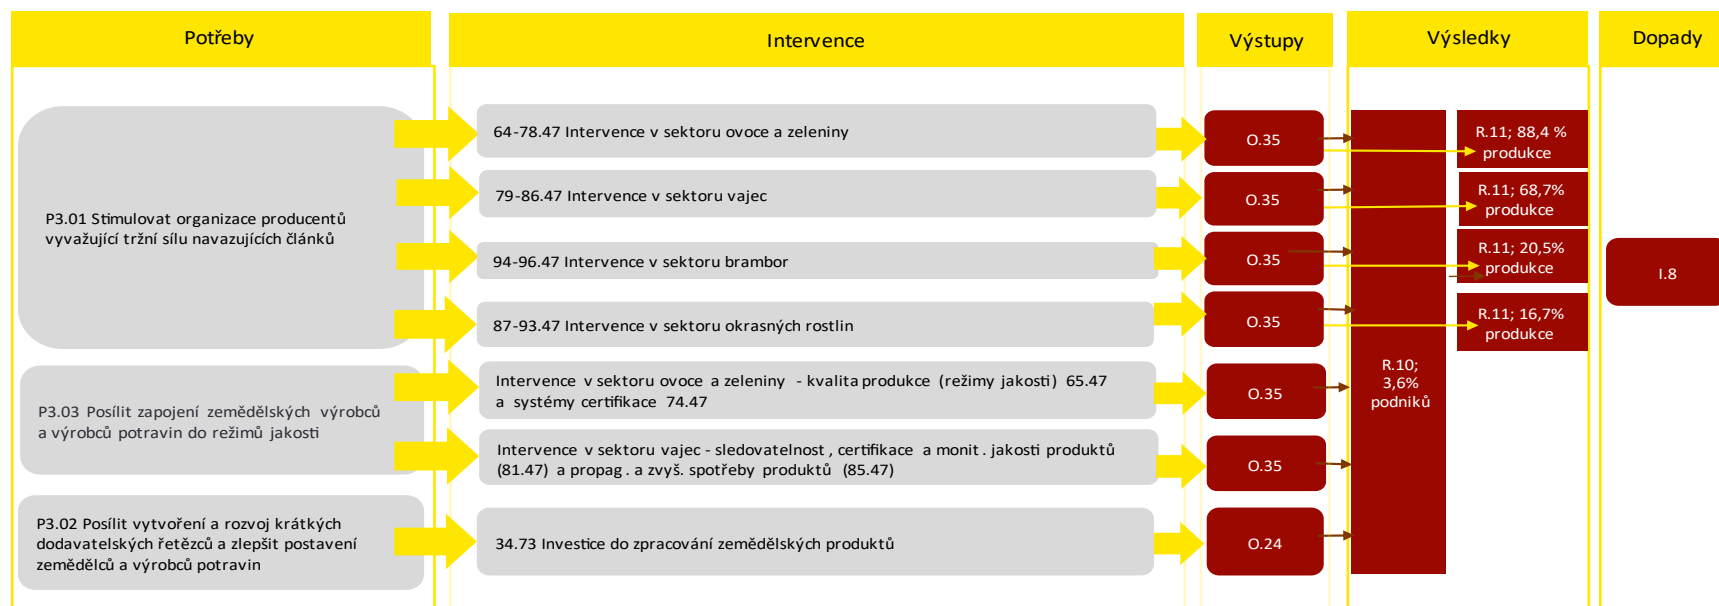 Potřeby
Intervence
Výstupy
Výsledky
Dopady
P3.01 Stimulovat organizace producentů
vyvažující tržní sílu navazujících článků
64-78.47 Intervence v sektoru ovoce a zeleniny
O.35
R.11; 88,4 %
produkce
79-86.47 Intervence v sektoru vajec
O.35
R.11; 68,7%
produkce
94-96.47 Intervence v sektoru brambor
O.35
R.11; 20,5%
produkce
87-93.47 Intervence v sektoru okrasných rostlin
O.35
R.11; 16,7%
produkce
I.8
R.10;
3,6%
podniků
P3.03 Posílit zapojení zemědělských výrobců
a výrobců potravin do režimů jakosti
Intervence v sektoru ovoce a zeleniny - kvalita produkce (režimy jakosti) 65.47
a systémy certifikace 74.47
O.35
Intervence v sektoru vajec - sledovatelnost , certifikace a monit . jakosti produktů
(81.47) a propag . a zvyš. spotřeby produktů (85.47)
O.35
P3.02 Posílit vytvoření a rozvoj krátkých
dodavatelských řetězců a zlepšit postavení
zemědělců a výrobců potravin
34.73 Investice do zpracování zemědělských produktů
O.24